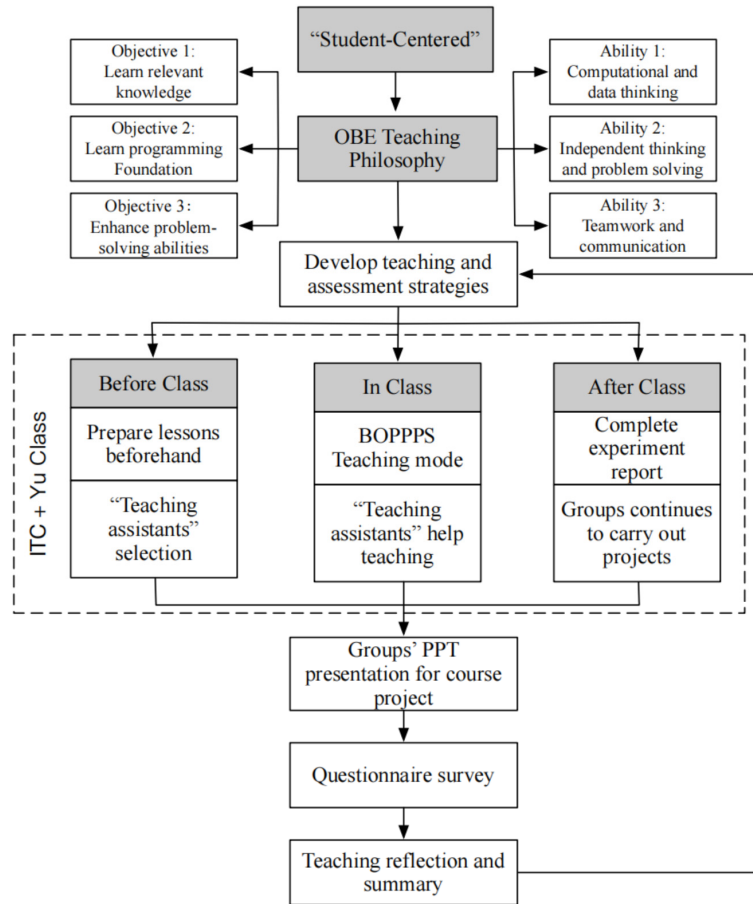 “Student-Centered”
Objective 1:
Learn relevant
knowledge
Objective 2:
Learn programming
Foundation
Objective 3:
Enhance problem-
solving abilities
OBE Teaching
Philosophy
Ability 1:
Computational and
data thinking
Ability 2:
Independent thinking
and problem solving
Ability 3:
Teamwork and
communication
Develop teaching and
assessment strategies
ITC + Yu Class
Before Class
Prepare lessons
beforehand
“Teaching
assistants”
selection
In Class
BOPPPS
Teaching mode
“Teaching
assistants” help
teaching
After Class
Complete
experiment
report
Groups continues
to carry out
projects
Groups’ PPT
presentation for course
project
Questionnaire survey
Teaching reflection and
summary